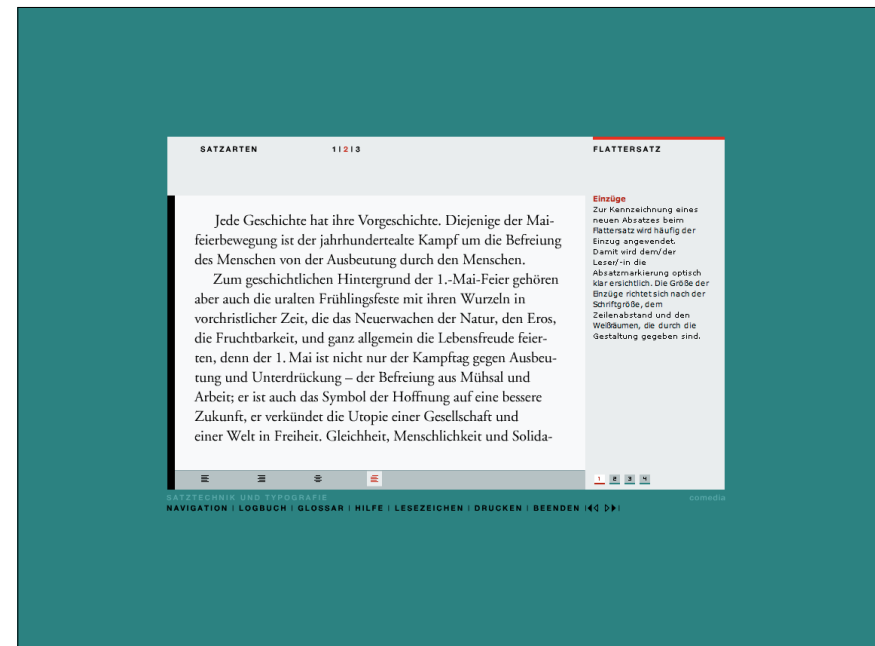 SATZARTEN 1 | 2 | 3 FLATTERSATZ
Jede Geschichte hat ihre Vorgeschichte. Diejenige der Mai-
feierbewegung ist der jahrhundertealte Kampf um die Befreiung
des Menschen von der Ausbeutung durch den Menschen.
Zum geschichtlichen Hintergrund der 1.-Mai-Feier gehören
aber auch die uralten Frühlingsfeste mit ihren Wurzeln in
vorchristlicher Zeit, die das Neuerwachen der Natur, den Eros,
die Fruchtbarkeit, und ganz allgemein die Lebensfreude feier-
ten, denn der 1. Mai ist nicht nur der Kampftag gegen Ausbeu-
tung und Unterdrückung – der Befreiung aus Mühsal und
Arbeit; er ist auch das Symbol der Hoffnung auf eine bessere
Zukunft, er verkündet die Utopie einer Gesellschaft und
einer Welt in Freiheit. Gleichheit, Menschlichkeit und Solida-
Einzüge
Zur Kennzeichnung eines
neuen Absatzes beim
Flattersatz wird häufig der
Einzug angewendet.
Damit wird dem/der
Leser/-in die
Absatzmarkierung optisch
klar ersichtlich. Die Größe der
Einzüge richtet sich nach der
Schriftgröße, dem
Zeilenabstand und den
Weißräumen, die durch die
Gestaltung gegeben sind.
1 2 3 4
SATZTECHNIK UND TYPOGRAFIE comedia
NAVIGATION | LOGBUCH | GLOSSAR | HILFE | LESEZEICHEN | DRUCKEN | BEENDEN